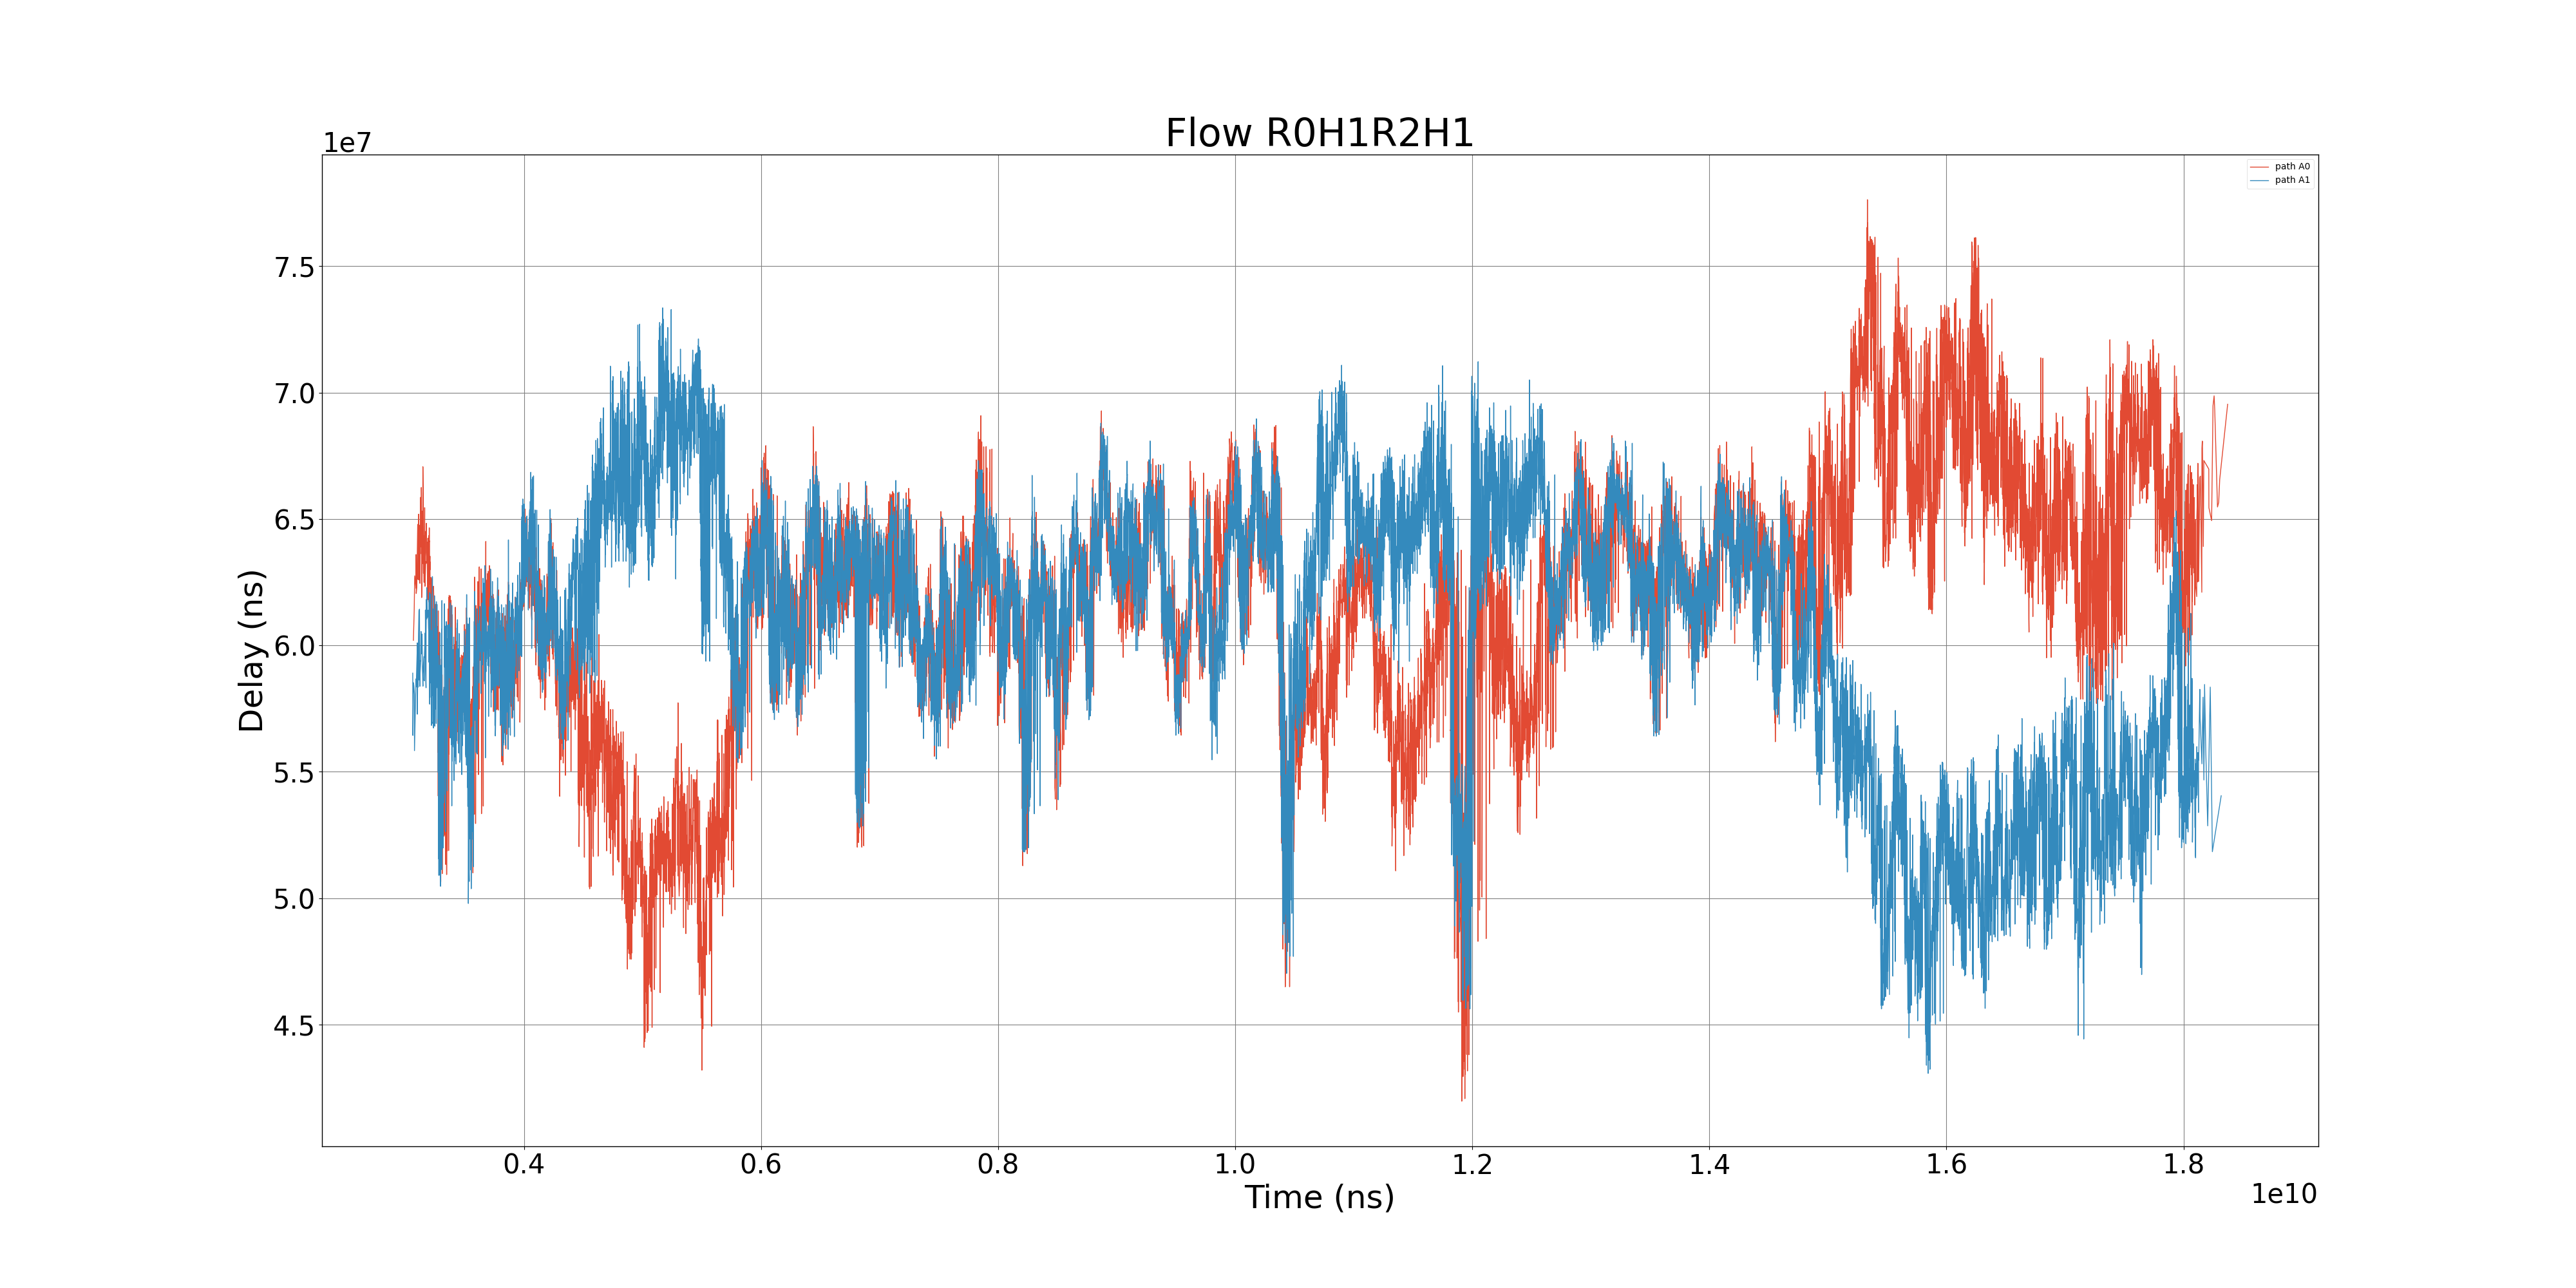 Flow R0H1R2H1
1e7
path A0
path A1
7.5
7.0
6.5
6.0
5.5
5.0
4.5
Delay (ns)
0.4 0.6 0.8 1.0 1.2 1.4 1.6 1.8
Time (ns)
1e10